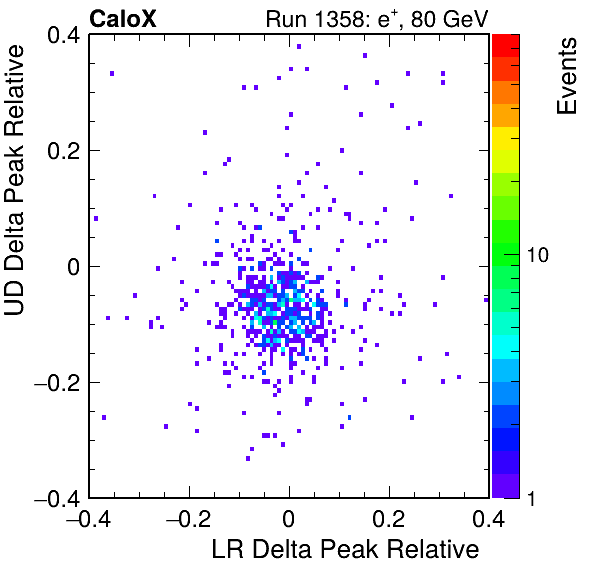 CaloX Run 1358: e⁺, 80 GeV
0.4
0.2
0
−0.2
−0.4
UD Delta Peak Relative
−0.4 −0.2 0 0.2 0.4
LR Delta Peak Relative
Events
10
1